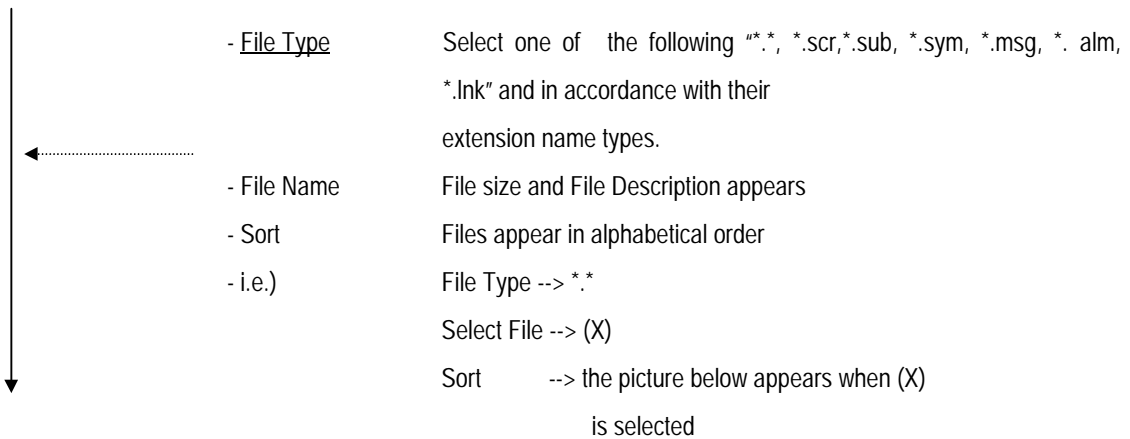 - File Type Select one of the following "*.*, *.scr,*.sub, *.sym, *.msg, *. alm,
*.lnk" and in accordance with their
extension name types.
- File Name File size and File Description appears
- Sort Files appear in alphabetical order
- i.e.) File Type --> *.*
Select File --> (X)
Sort --> the picture below appears when (X)
is selected